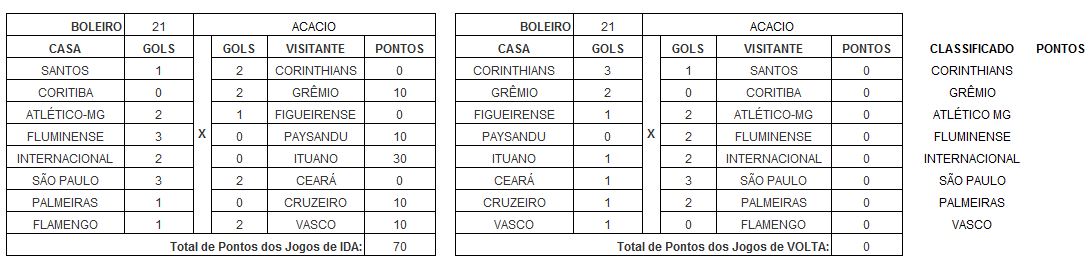 BOLEIRO 21 ACACIO BOLEIRO 21 ACACIO
CASA GOLS GOLS VISITANTE PONTOS CASA GOLS GOLS VISITANTE PONTOS CLASSIFICADO PONTOS
SANTOS 1 2 CORINTHIANS 0 CORINTHIANS 3 1 SANTOS 0 CORINTHIANS
CORITIBA 0 2 GRÊMIO 10 GRÊMIO 2 0 CORITIBA 0 GRÊMIO
ATLÉTICO-MG 2 1 FIGUEIRENSE 0 FIGUEIRENSE 1 2 ATLÉTICO-MG 0 ATLÉTICO MG
FLUMINENSE 3 X 0 PAYSANDU 10 PAYSANDU 0 X 2 FLUMINENSE 0 FLUMINENSE
INTERNACIONAL 2 0 ITUANO 30 ITUANO 1 2 INTERNACIONAL 0 INTERNACIONAL
SÃO PAULO 3 2 CEARÁ 0 CEARÁ 1 3 SÃO PAULO 0 SÃO PAULO
PALMEIRAS 1 0 CRUZEIRO 10 CRUZEIRO 1 2 PALMEIRAS 0 PALMEIRAS
FLAMENGO 1 2 VASCO 10 VASCO 1 0 FLAMENGO 0 VASCO
Total de Pontos dos Jogos de IDA: 70 Total de Pontos dos Jogos de VOLTA: 0